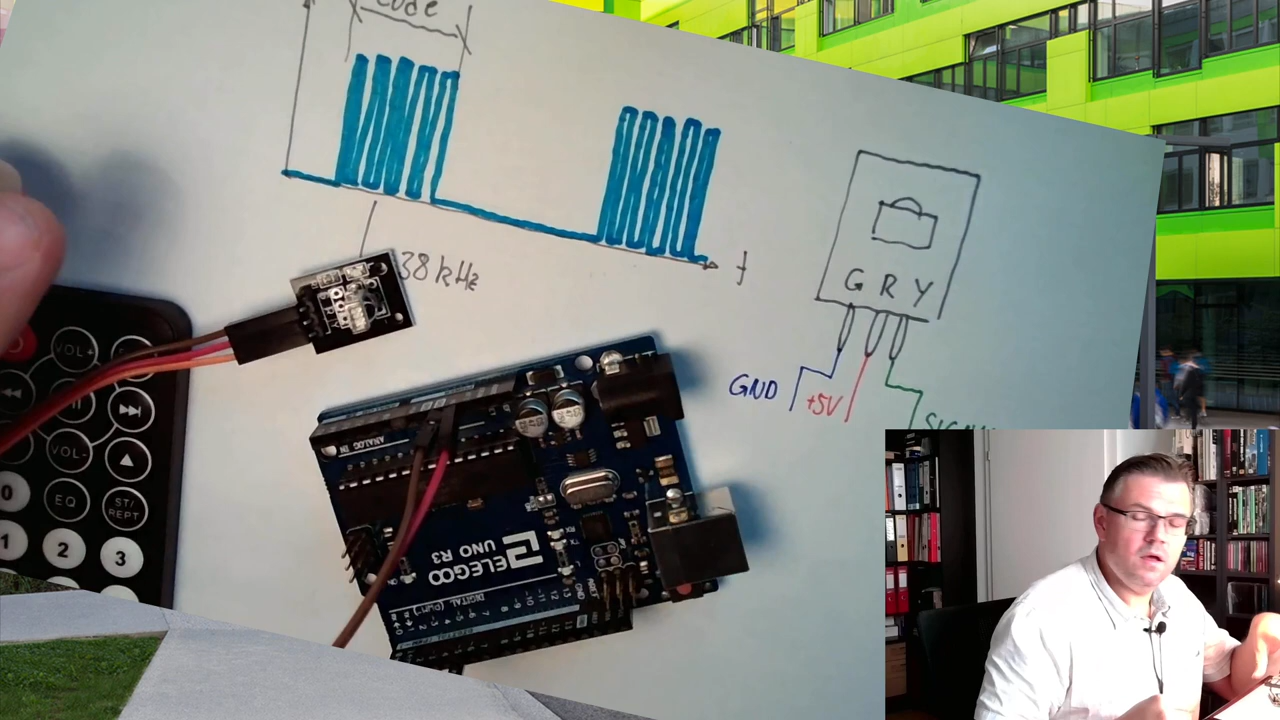 code
38 kHz
t
G R Y
GND
+5V
VOL+
VOL-
EQ
ST/
REPT
0
1
2
3
ANALOG IN
ELEGOO
UNO R3
DIGITAL (PWM~)